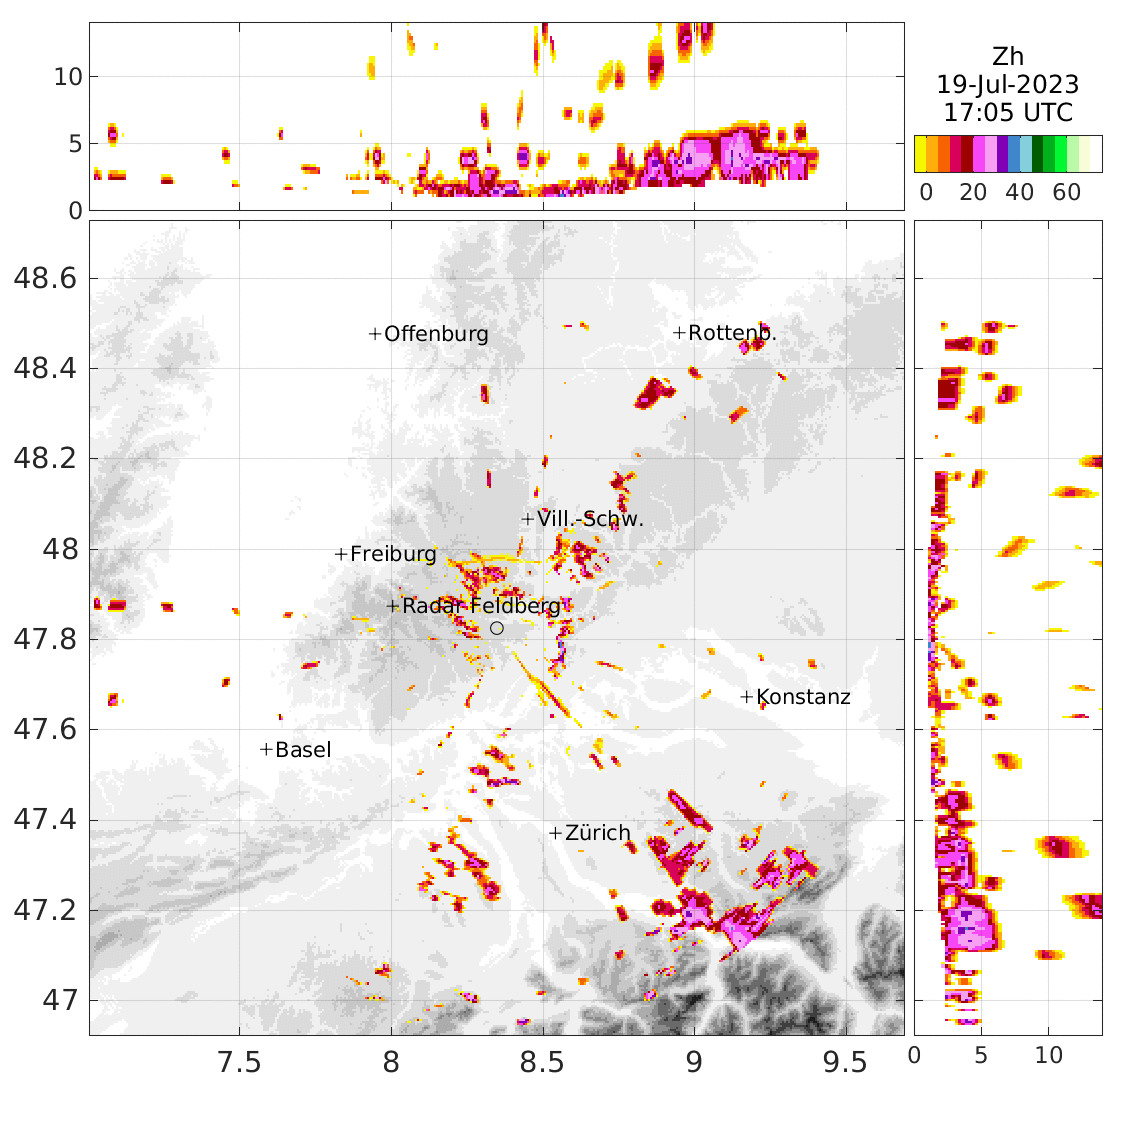 10
5
0
Zh
19-Jul-2023
17:05 UTC
0 20 40 60
48.6
48.4
48.2
48
47.8
47.6
47.4
47.2
47
+Offenburg
+Rottenb.
+Vill.-Schw.
+Freiburg
+Radar Feldberg
+Konstanz
+Basel
+Zürich
7.5 8 8.5 9 9.5
0 5 10